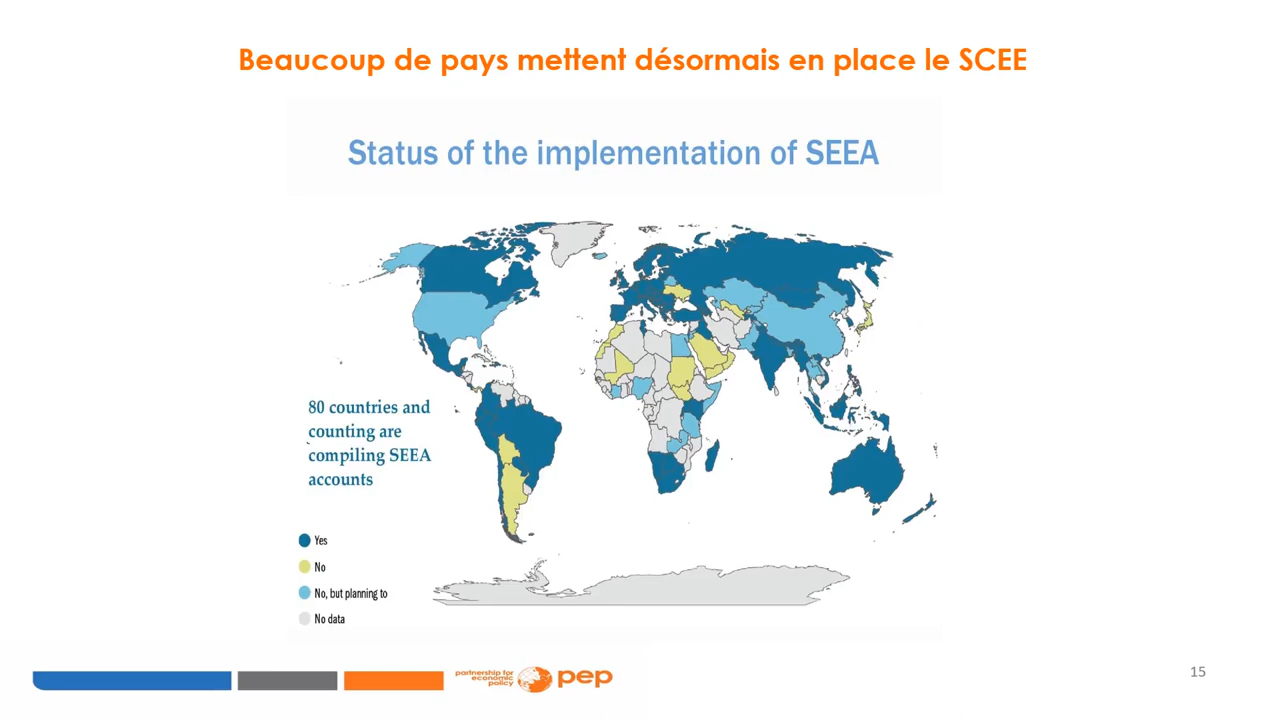 Beaucoup de pays mettent désormais en place le SCEE
Status of the implementation of SEEA
80 countries and
counting are
compiling SEEA
accounts
Yes
No
No, but planning to
No data
partnership for
economic
policy
pep
15